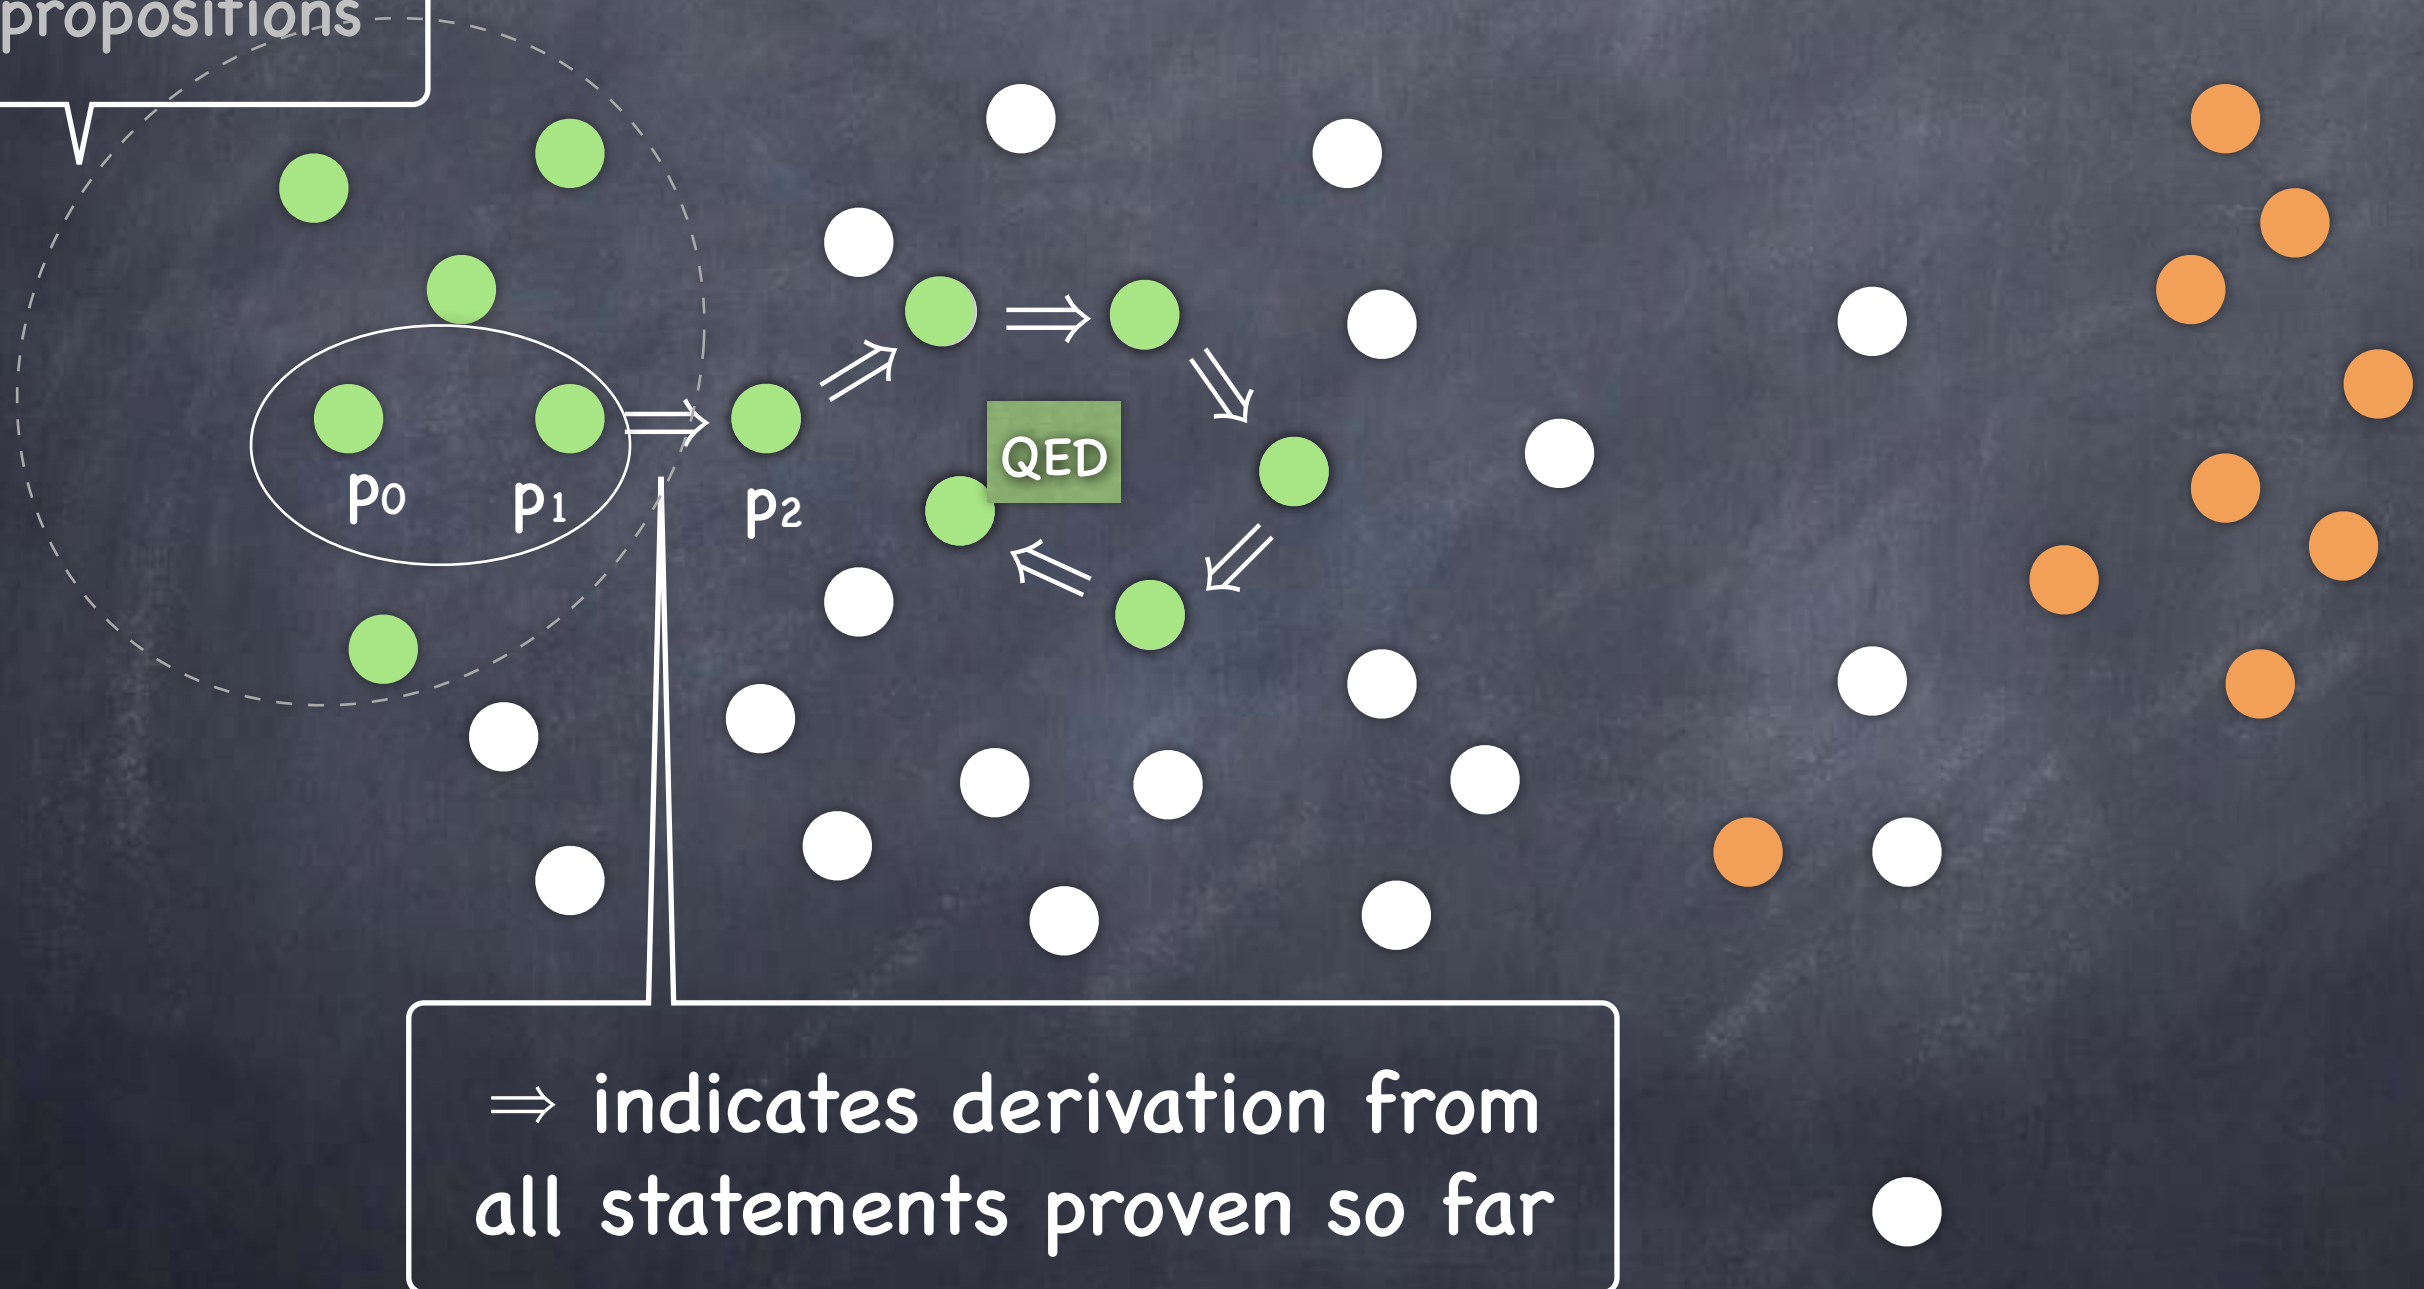 propositions
QED
p0
p1
p2
⇒ indicates derivation from
all statements proven so far